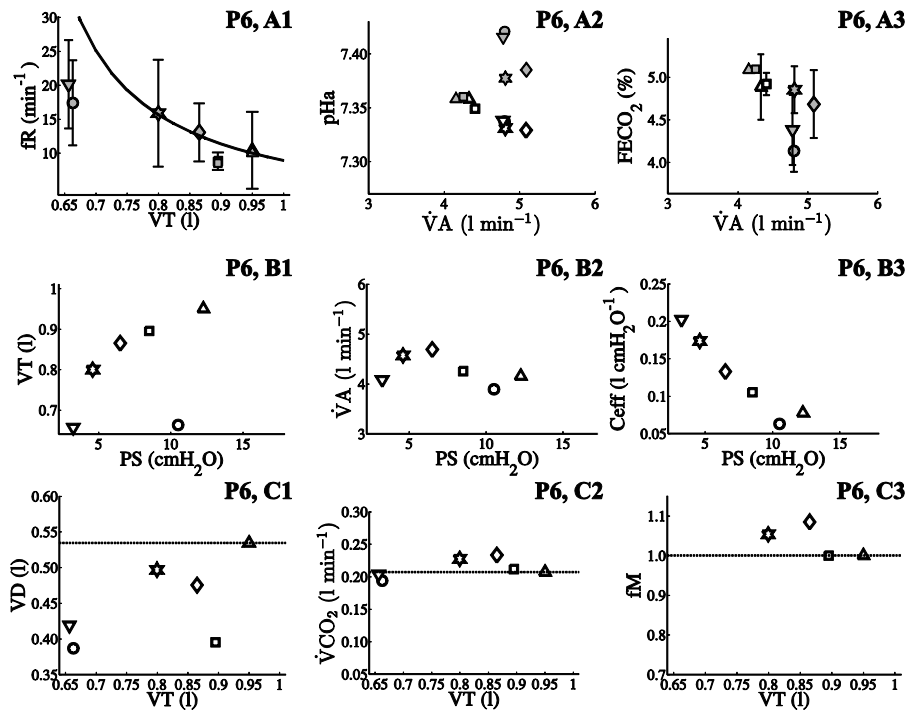 P6, A1
30
25
20
15
10
fR (min⁻¹)
0.65 0.7 0.75 0.8 0.85 0.9 0.95 1
VT (l)
P6, A2
7.40
7.35
7.30
pHa
3 4 5 6
V̇A (l min⁻¹)
P6, A3
5.0
4.5
4.0
FECO₂ (%)
3 4 5 6
V̇A (l min⁻¹)
P6, B1
1
0.9
0.8
0.7
VT (l)
5 10 15
PS (cmH₂O)
P6, B2
6
5
4
3
V̇A (l min⁻¹)
5 10 15
PS (cmH₂O)
P6, B3
0.25
0.2
0.15
0.1
0.05
Ceff (l cmH₂O⁻¹)
5 10 15
PS (cmH₂O)
P6, C1
0.60
0.55
0.50
0.45
0.40
0.35
VD (l)
0.65 0.7 0.75 0.8 0.85 0.9 0.95 1
VT (l)
P6, C2
0.30
0.25
0.20
0.15
0.10
0.05
V̇CO₂ (l min⁻¹)
0.65 0.7 0.75 0.8 0.85 0.9 0.95 1
VT (l)
P6, C3
1.1
1.0
0.9
0.8
0.7
fM
0.65 0.7 0.75 0.8 0.85 0.9 0.95 1
VT (l)